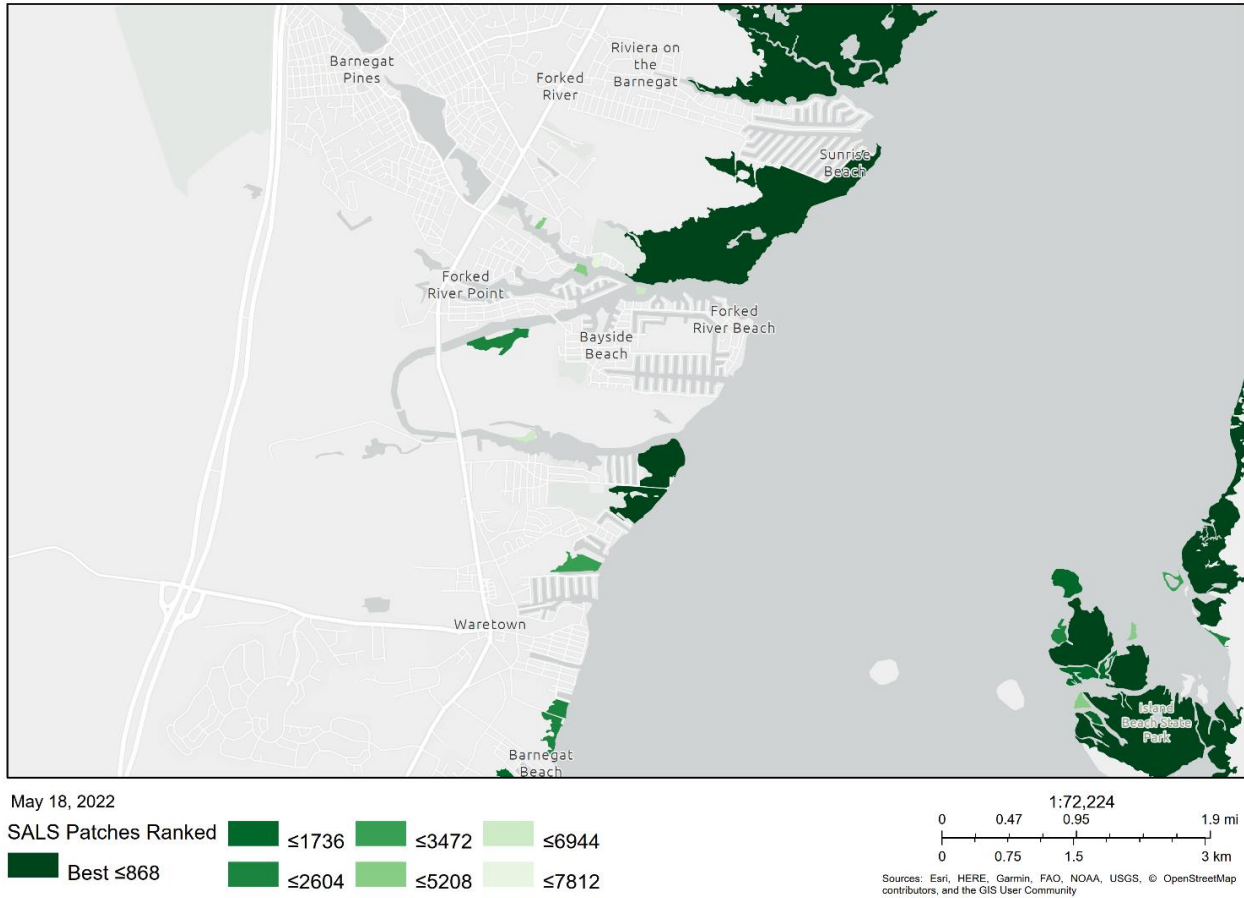 Riviera on
the
Barnegat
Barnegat
Pines
Forked
River
Sunrise
Beach
Forked
River Point
Forked
River Beach
Bayside
Beach
Waretown
Island
Beach State
Park
Barnegat
Beach
May 18, 2022
SALS Patches Ranked
Best ≤868
≤1736
≤2604
≤3472
≤5208
≤6944
≤7812
1:72,224
0 0.47 0.95 1.9 mi
0 0.75 1.5 3 km
Sources: Esri, HERE, Garmin, FAO, NOAA, USGS, © OpenStreetMap
contributors, and the GIS User Community